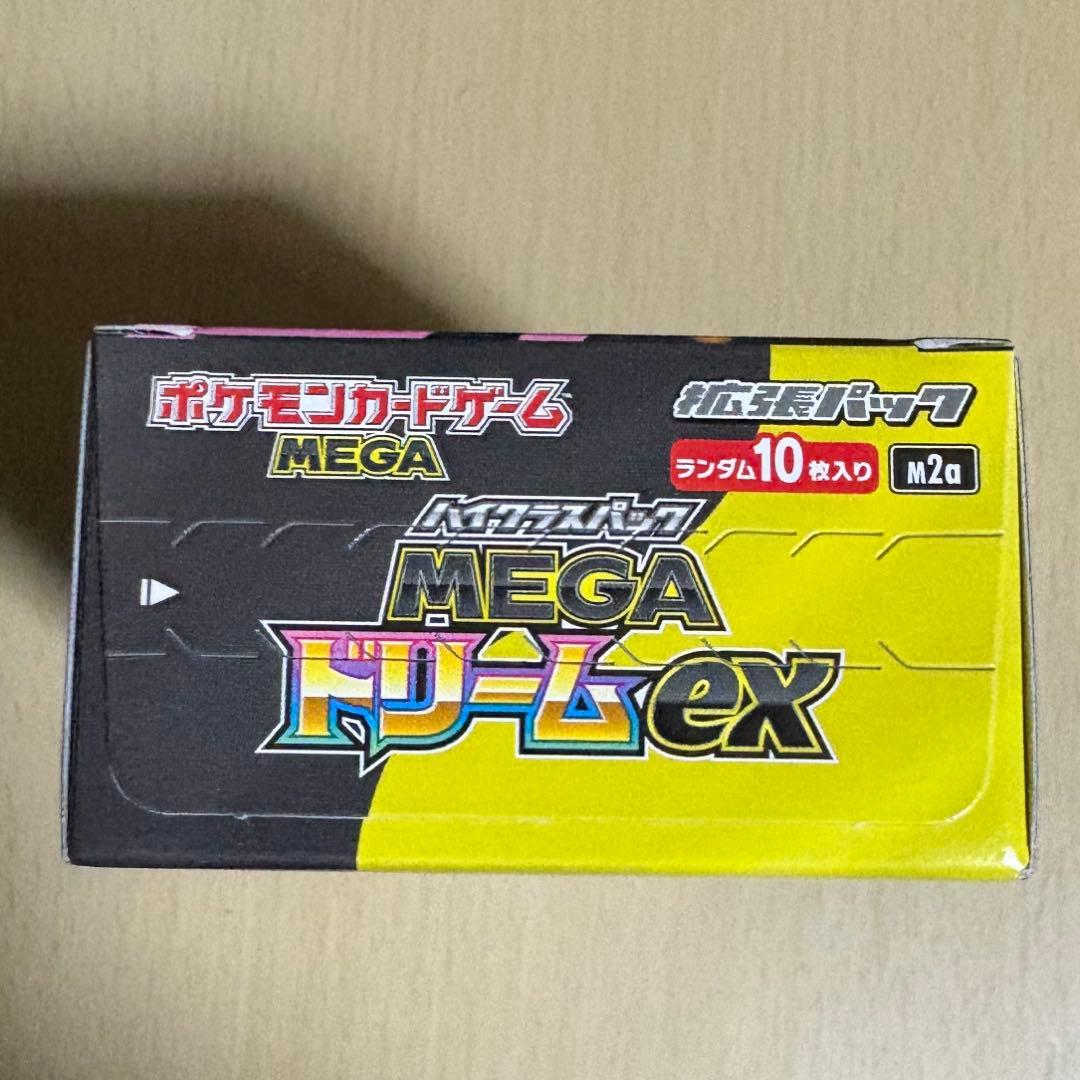 ポケモンカードゲーム
MEGA
拡張パック
ランダム10枚入り
M2a
ハイクラスパック
MEGA
ドリームex